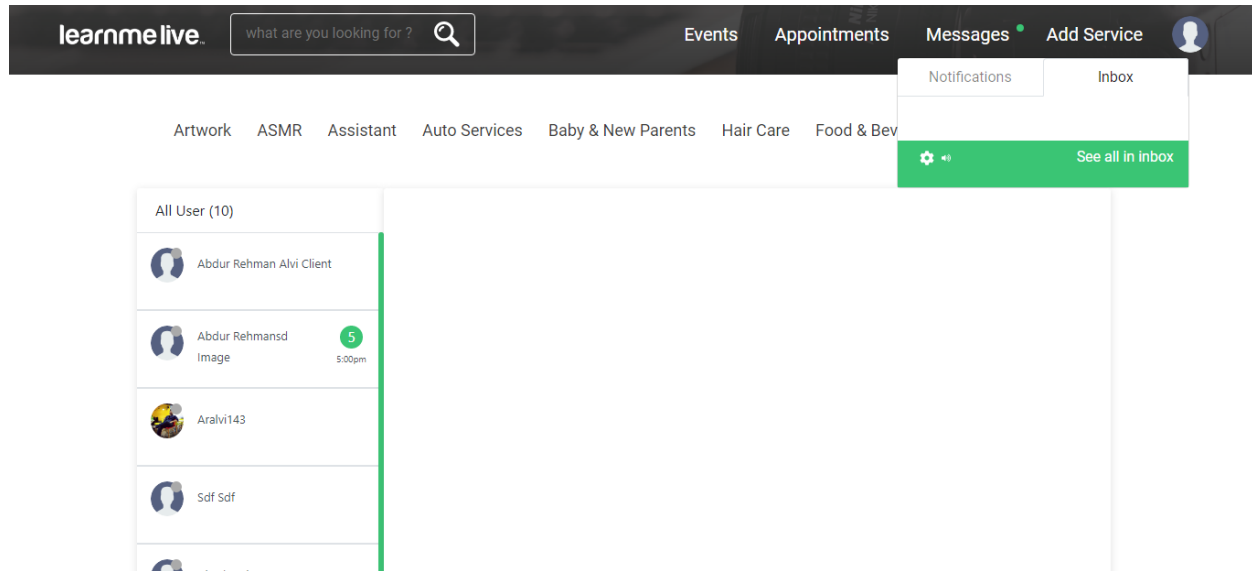 learnmelive™ what are you looking for ? Events Appointments Messages Add Service
Notifications Inbox
Artwork ASMR Assistant Auto Services Baby & New Parents Hair Care Food & Bev
See all in inbox
All User (10)
Abdur Rehman Alvi Client
Abdur Rehmansd 5
Image 5:00pm
Aralvi143
Sdf Sdf